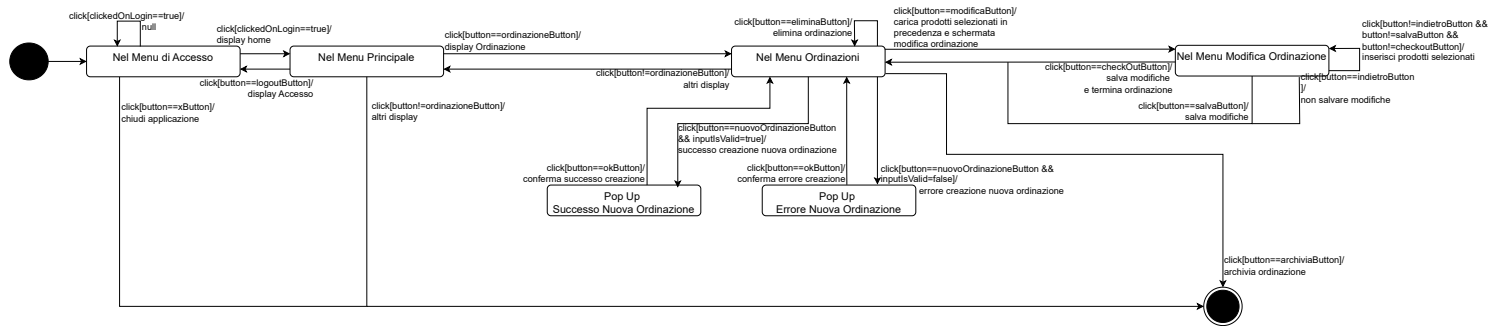 click[clickedOnLogin==true]/
null
Nel Menu di Accesso
click[clickedOnLogin==true]/
display home
click[button==logoutButton]/
display Accesso
click[button==xButton]/
chiudi applicazione
Nel Menu Principale
click[button==ordinazioneButton]/
display Ordinazione
click[button!=ordinazioneButton]/
altri display
click[button!=ordinazioneButton]/
altri display
click[button==eliminaButton]/
elimina ordinazione
Nel Menu Ordinazioni
click[button==modificaButton]/
carica prodotti selezionati in
precedenza e schermata
modifica ordinazione
click[button==checkOutButton]/
salva modifiche
e termina ordinazione
click[button==salvaButton]/
salva modifiche
Nel Menu Modifica Ordinazione
click[button!=indietroButton &&
button!=salvaButton &&
button!=checkoutButton]/
inserisci prodotti selezionati
click[button==indietroButton
]/
non salvare modifiche
click[button==nuovoOrdinazioneButton
&& inputIsValid=true]/
successo creazione nuova ordinazione
click[button==okButton]/
conferma successo creazione
Pop Up
Successo Nuova Ordinazione
click[button==okButton]/
conferma errore creazione
click[button==nuovoOrdinazioneButton &&
inputIsValid=false]/
errore creazione nuova ordinazione
Pop Up
Errore Nuova Ordinazione
click[button==archiviaButton]/
archivia ordinazione